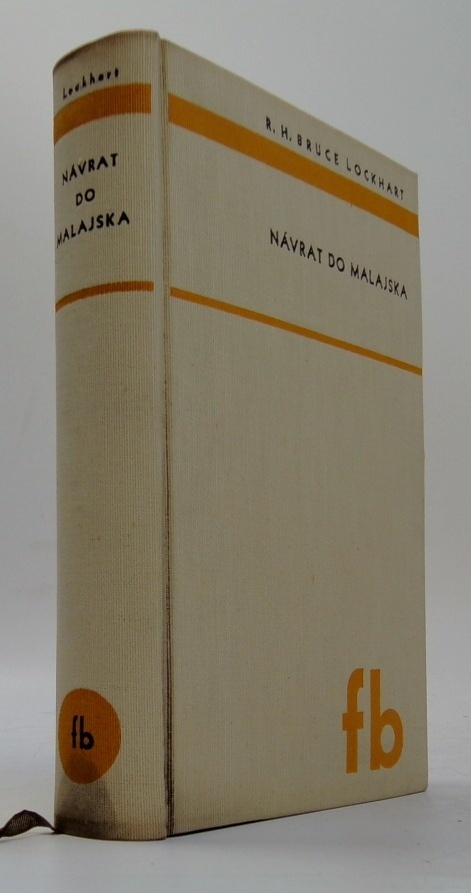 Lockhart
NÁVRAT
DO
MALAJSKA
fb
R. H. BRUCE LOCKHART
NÁVRAT DO MALAJSKA
fb